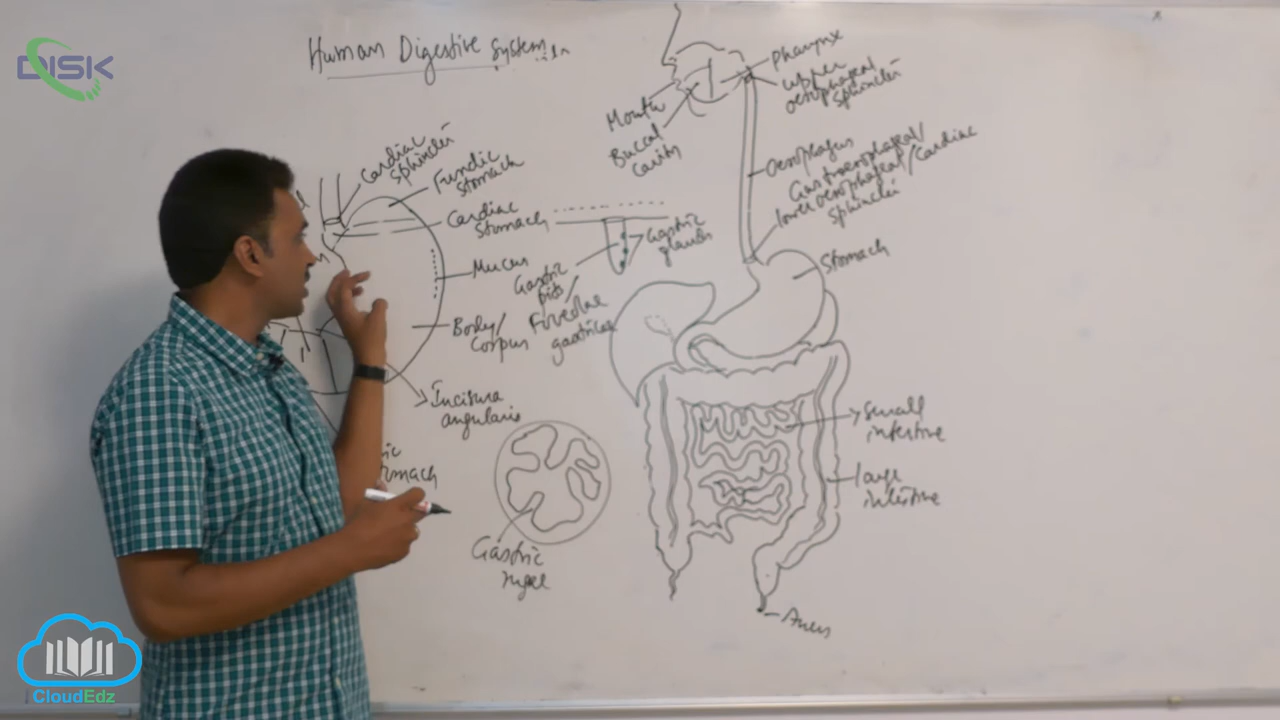 DISK
Human Digestive System
Cardiac
sphincter
Fundic
stomach
Cardiac
stomach
Mucus
Body/
Corpus
Incisura
angularis
stomach
Gastric
pits/
Foveolae
gastricae
Gastric
glands
Gastric
rugae
Mouth
Buccal
cavity
Pharynx
upper
oesophageal
sphincter
Oesophagus
Gastroesophageal/
lower oesophageal/cardiac
sphincter
Stomach
Small
intestine
large
intestine
Anus
CloudEdz